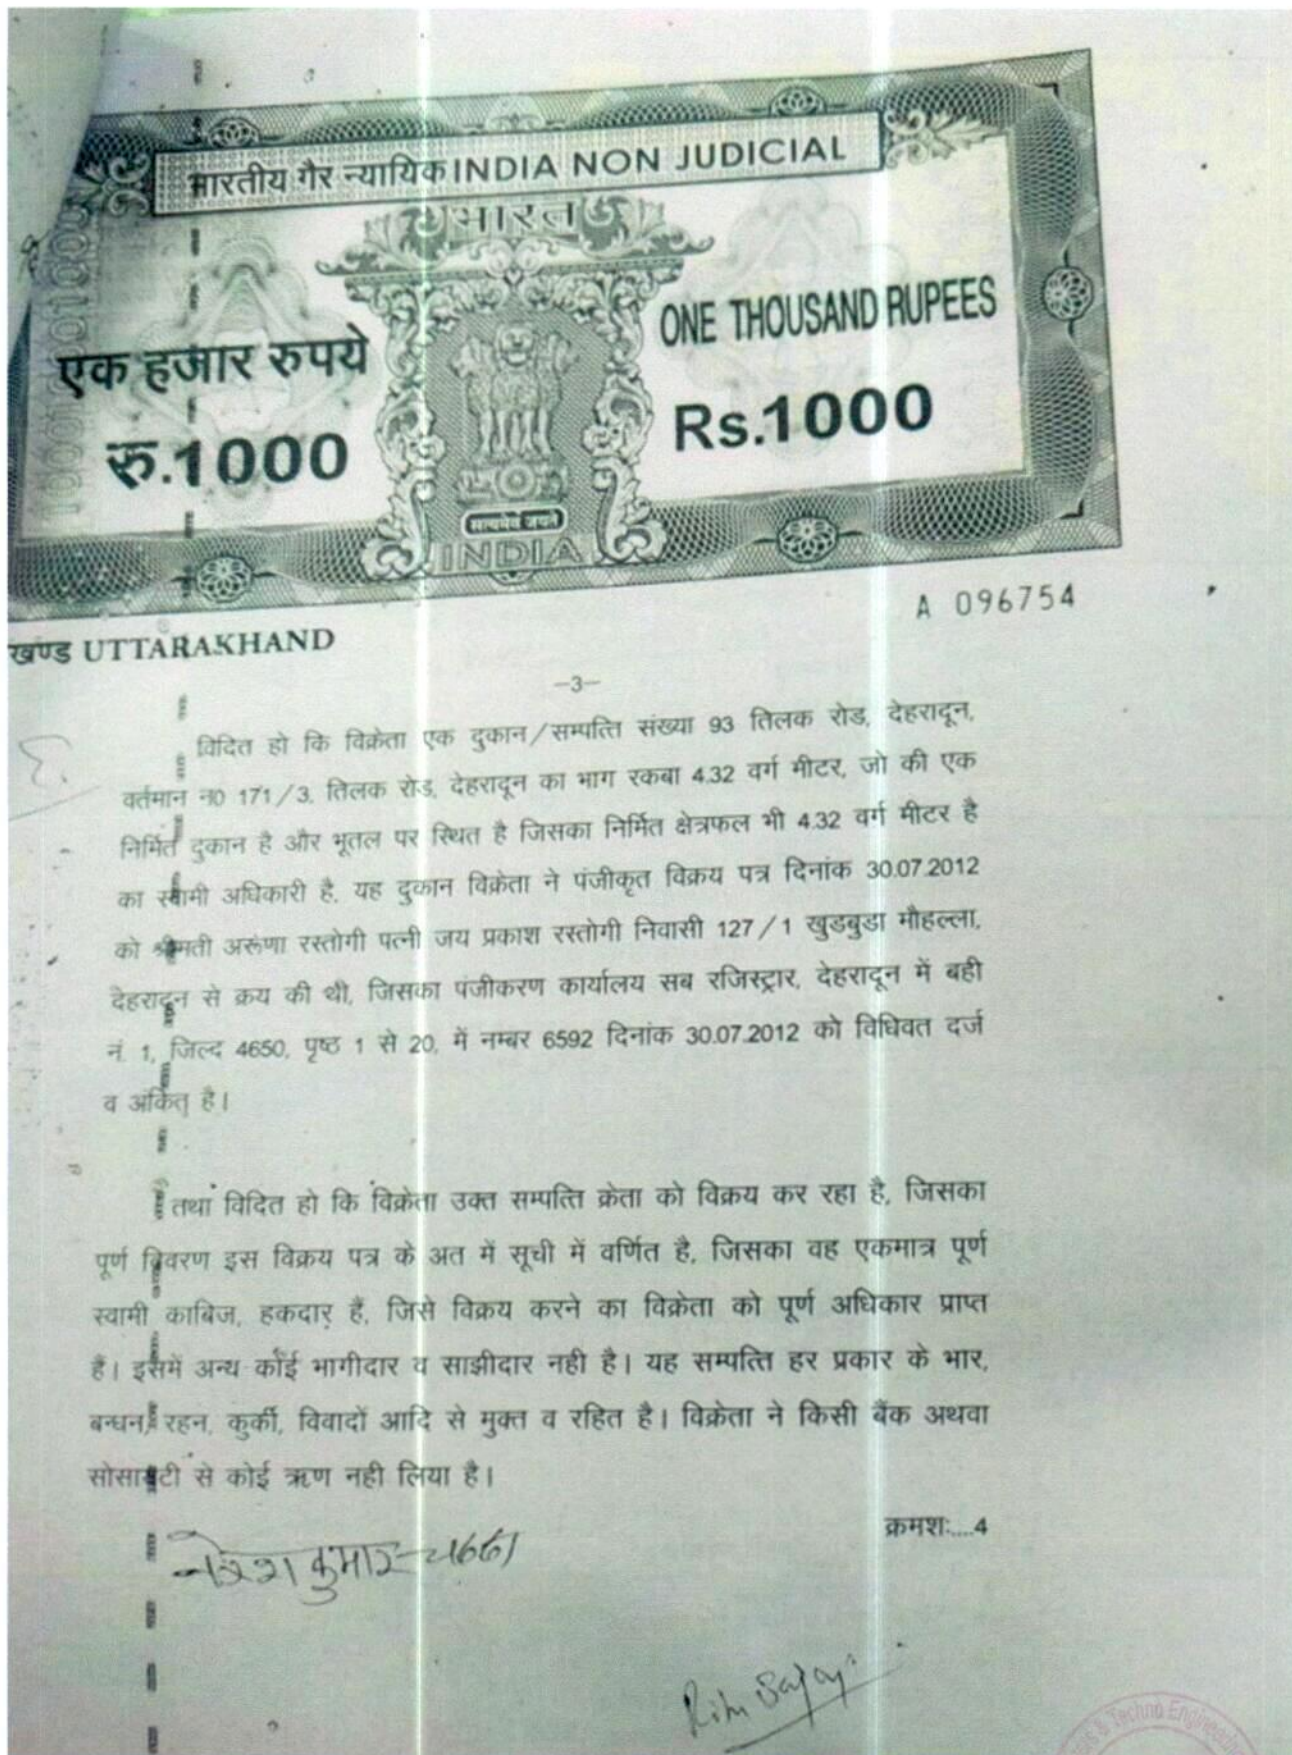 भारतीय गैर न्यायिक INDIA NON JUDICIAL
भारत
एक हजार रुपये
रु.1000
ONE THOUSAND RUPEES
Rs.1000
सत्यमेव जयते
INDIA
A 096754
खण्ड UTTARAKHAND
–3–
विदित हो कि विक्रेता एक दुकान/सम्पत्ति संख्या 93 तिलक रोड, देहरादून,
वर्तमान न0 171/3, तिलक रोड, देहरादून का भाग रकबा 4.32 वर्ग मीटर, जो की एक
निर्मित दुकान है और भूतल पर स्थित है जिसका निर्मित क्षेत्रफल भी 4.32 वर्ग मीटर है
का स्वामी अधिकारी है, यह दुकान विक्रेता ने पंजीकृत विक्रय पत्र दिनांक 30.07.2012
को श्रीमती अरूणा रस्तोगी पत्नी जय प्रकाश रस्तोगी निवासी 127/1 खुडबुडा मौहल्ला,
देहरादून से क्रय की थी, जिसका पंजीकरण कार्यालय सब रजिस्ट्रार, देहरादून में बही
नं. 1, जिल्द 4650, पृष्ठ 1 से 20, में नम्बर 6592 दिनांक 30.07.2012 को विधिवत दर्ज
व अंकित है।
तथा विदित हो कि विक्रेता उक्त सम्पत्ति क्रेता को विक्रय कर रहा है, जिसका
पूर्ण विवरण इस विक्रय पत्र के अंत में सूची में वर्णित है, जिसका वह एकमात्र पूर्ण
स्वामी काबिज, हकदार हैं, जिसे विक्रय करने का विक्रेता को पूर्ण अधिकार प्राप्त
हैं। इसमें अन्य कोई भागीदार व साझीदार नही है। यह सम्पत्ति हर प्रकार के भार,
बन्धन, रहन, कुर्की, विवादों आदि से मुक्त व रहित है। विक्रेता ने किसी बैंक अथवा
सोसायटी से कोई ऋण नही लिया है।
क्रमशः....4
नरेश कुमार
Ritu Bajaj
& Techno